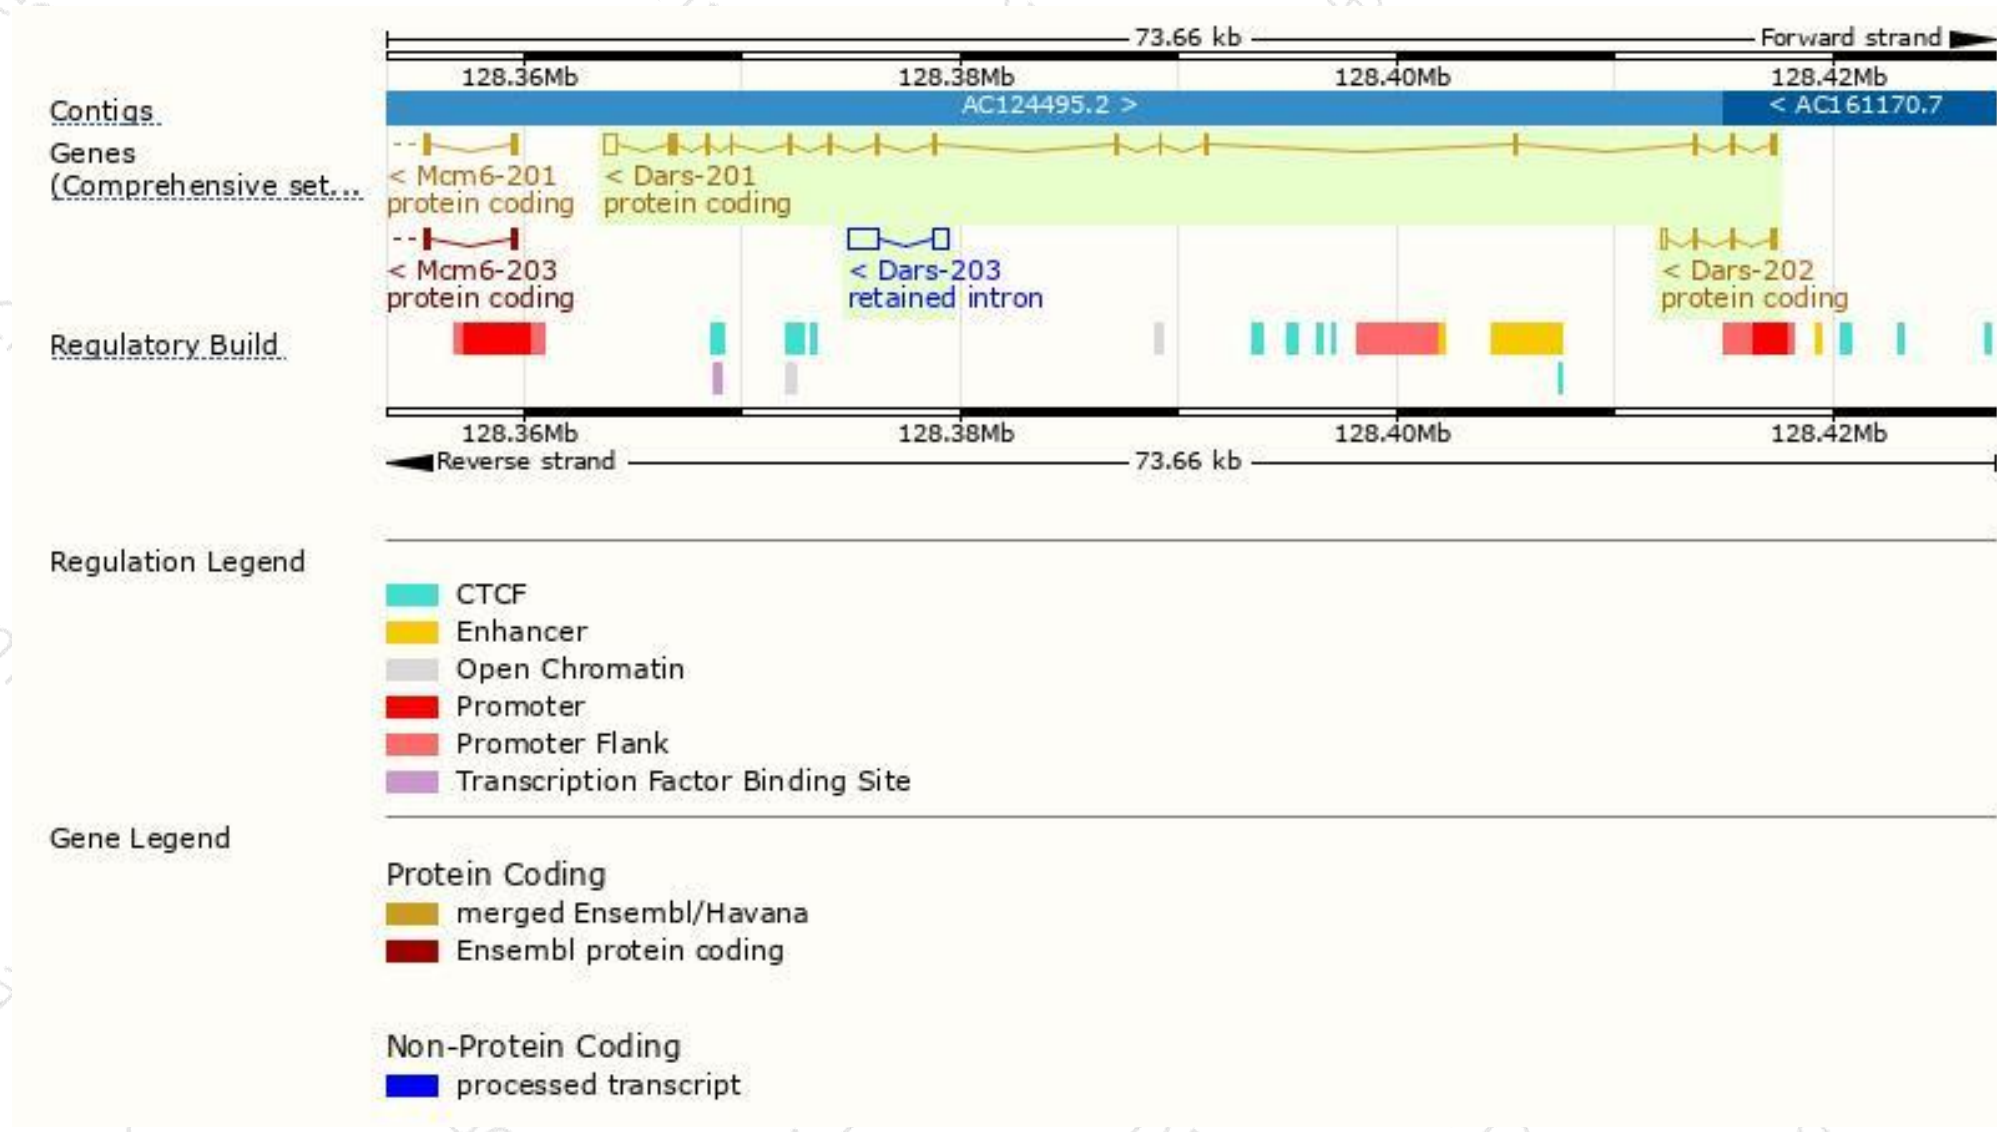 73.66 kb Forward strand
128.36Mb 128.38Mb 128.40Mb 128.42Mb
Contigs AC124495.2 > < AC161170.7
Genes
(Comprehensive set...
< Mcm6-201 < Dars-201
protein coding protein coding
< Mcm6-203 < Dars-203 < Dars-202
protein coding retained intron protein coding
Regulatory Build
128.36Mb 128.38Mb 128.40Mb 128.42Mb
Reverse strand 73.66 kb
Regulation Legend
CTCF
Enhancer
Open Chromatin
Promoter
Promoter Flank
Transcription Factor Binding Site
Gene Legend
Protein Coding
merged Ensembl/Havana
Ensembl protein coding
Non-Protein Coding
processed transcript